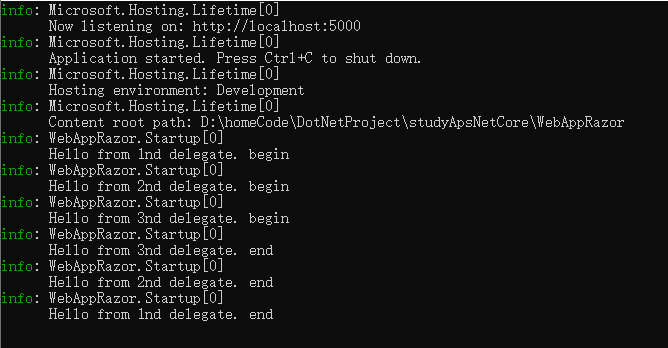 info: Microsoft.Hosting.Lifetime[0]
Now listening on: http://localhost:5000
info: Microsoft.Hosting.Lifetime[0]
Application started. Press Ctrl+C to shut down.
info: Microsoft.Hosting.Lifetime[0]
Hosting environment: Development
info: Microsoft.Hosting.Lifetime[0]
Content root path: D:\homeCode\DotNetProject\studyApsNetCore\WebAppRazor
info: WebAppRazor.Startup[0]
Hello from 1nd delegate. begin
info: WebAppRazor.Startup[0]
Hello from 2nd delegate. begin
info: WebAppRazor.Startup[0]
Hello from 3nd delegate. begin
info: WebAppRazor.Startup[0]
Hello from 3nd delegate. end
info: WebAppRazor.Startup[0]
Hello from 2nd delegate. end
info: WebAppRazor.Startup[0]
Hello from 1nd delegate. end